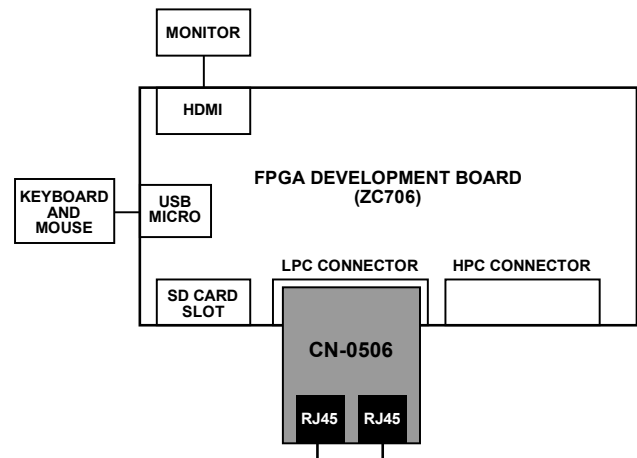 MONITOR
HDMI
FPGA DEVELOPMENT BOARD
(ZC706)
KEYBOARD
AND
MOUSE
USB
MICRO
LPC CONNECTOR
HPC CONNECTOR
SD CARD
SLOT
CN-0506
RJ45
RJ45